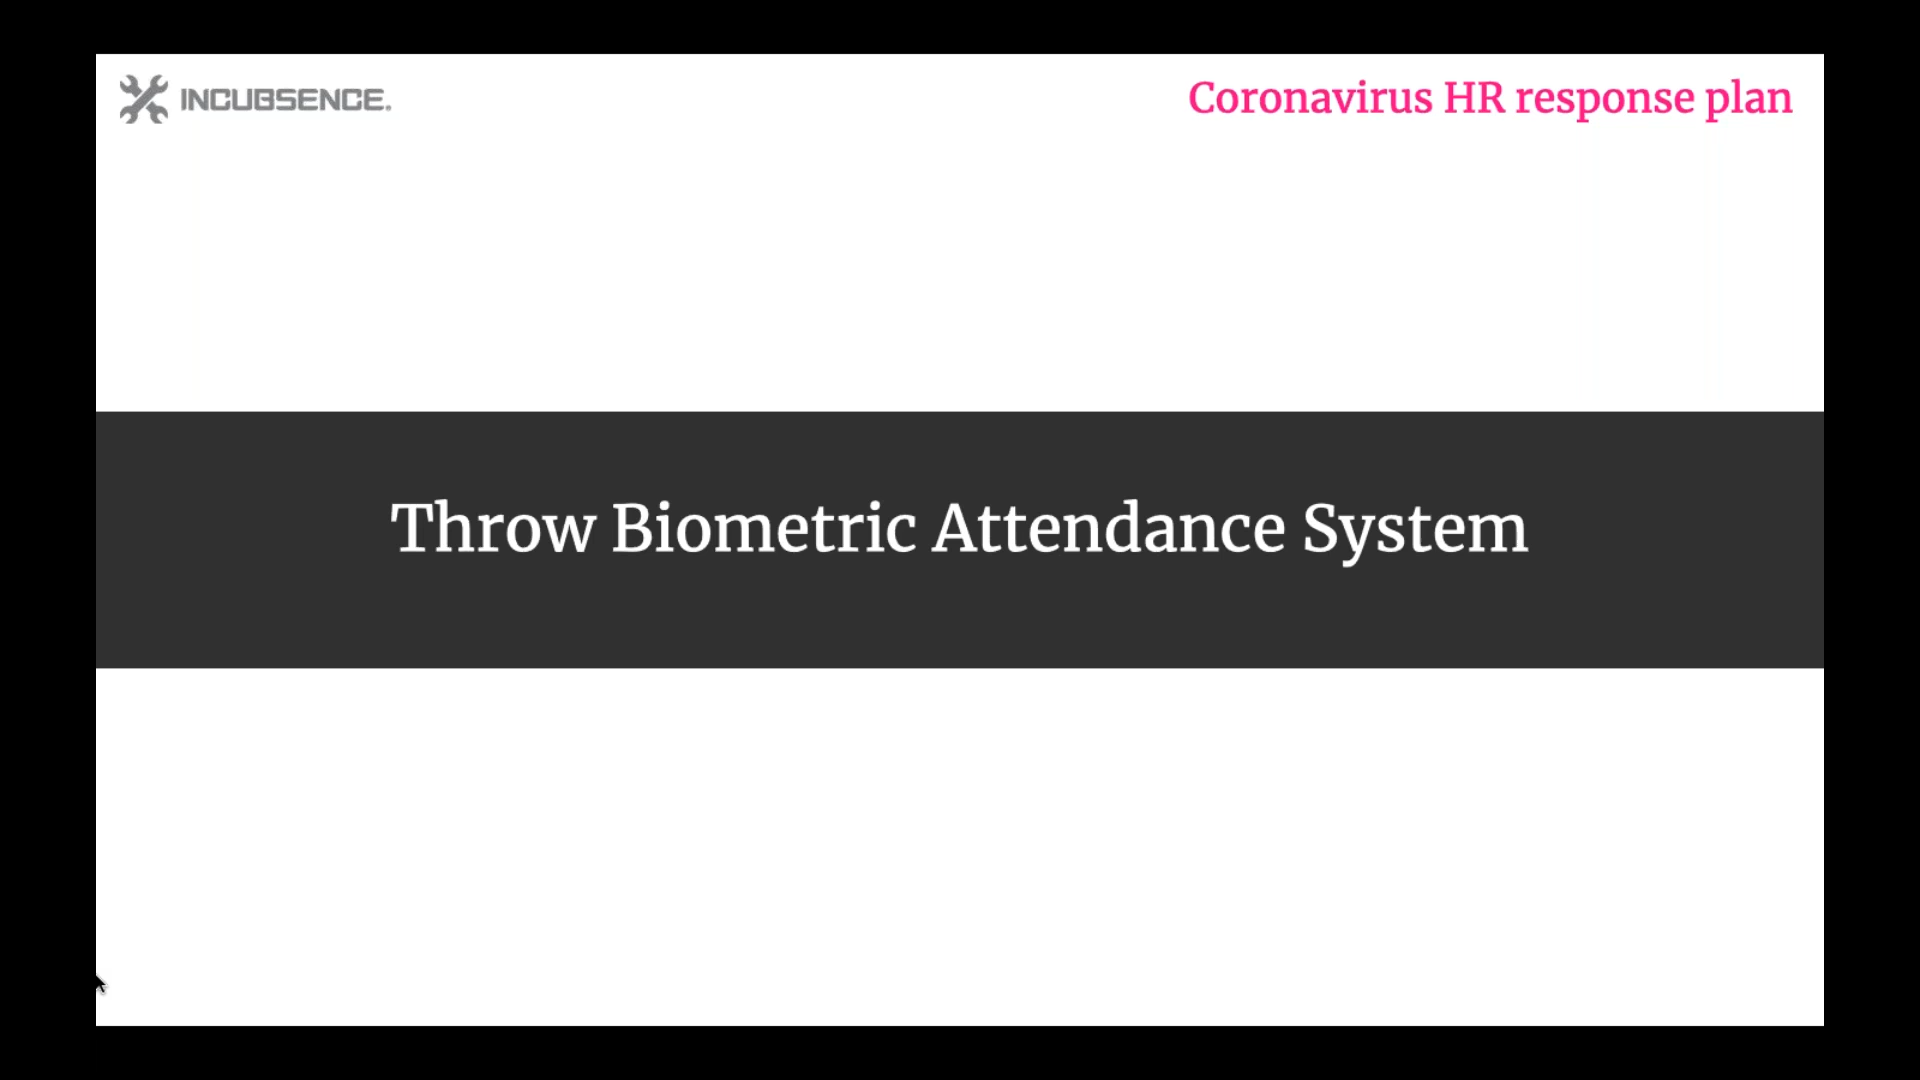 INCUBSENCE.
Coronavirus HR response plan
Throw Biometric Attendance System